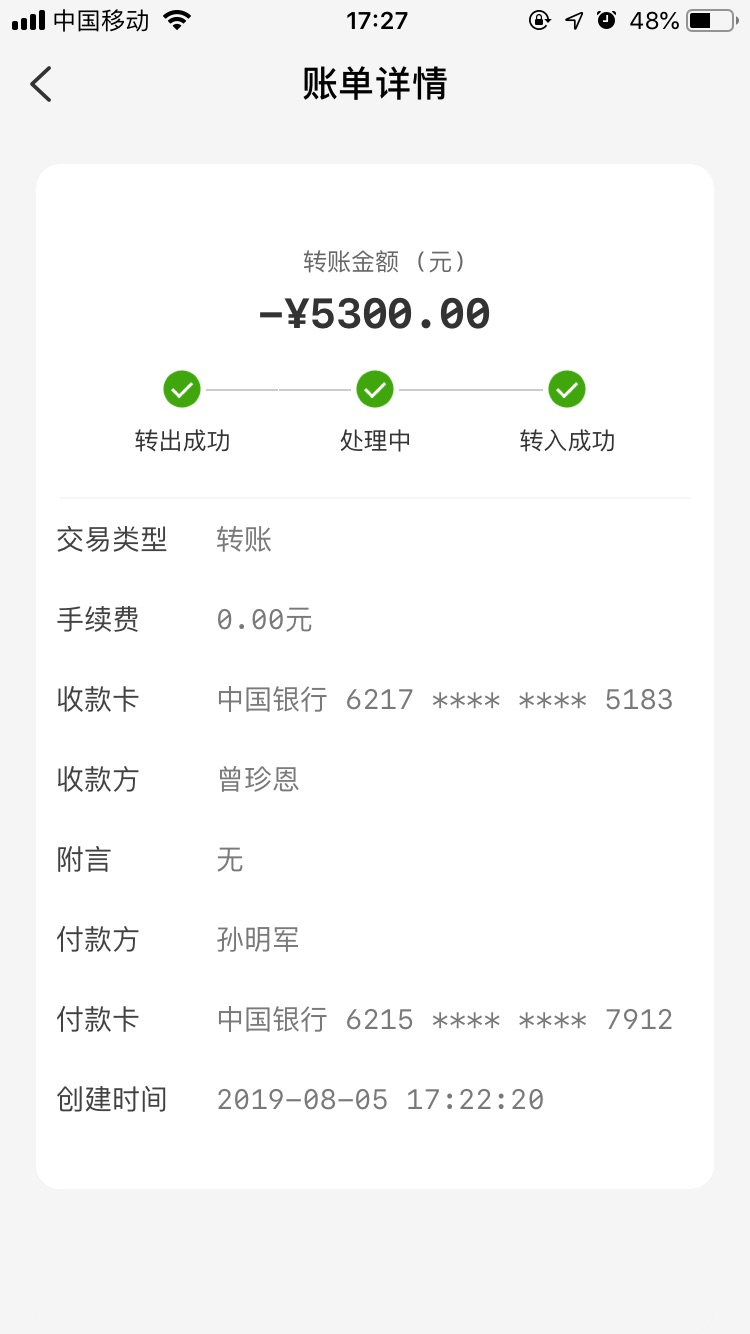 中国移动 17:27 48%
账单详情
转账金额（元）
-¥5300.00
转出成功 处理中 转入成功
交易类型 转账
手续费 0.00元
收款卡 中国银行 6217 **** **** 5183
收款方 曾珍恩
附言 无
付款方 孙明军
付款卡 中国银行 6215 **** **** 7912
创建时间 2019-08-05 17:22:20